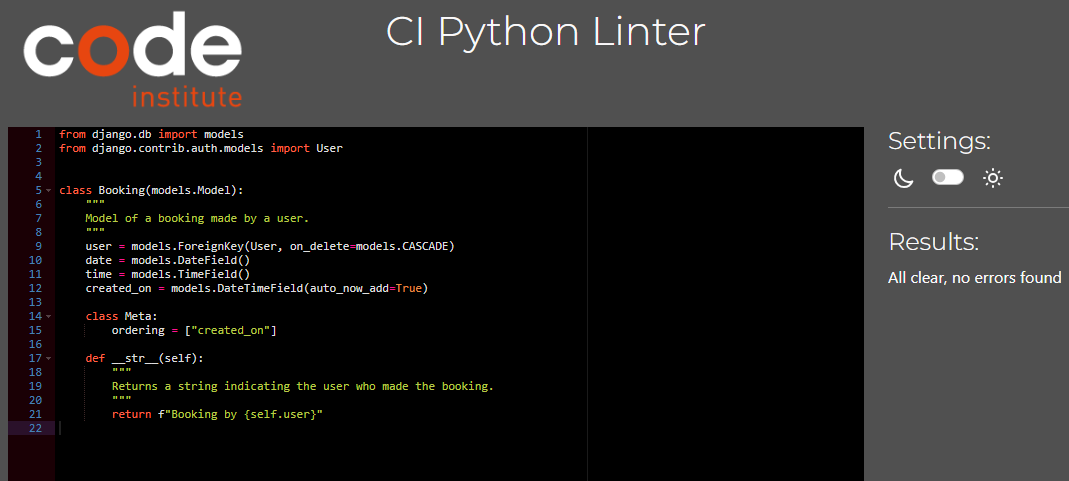 code
institute
CI Python Linter
1 from django.db import models
2 from django.contrib.auth.models import User
3
4
5 class Booking(models.Model):
6     """
7     Model of a booking made by a user.
8     """
9     user = models.ForeignKey(User, on_delete=models.CASCADE)
10     date = models.DateField()
11     time = models.TimeField()
12     created_on = models.DateTimeField(auto_now_add=True)
13
14     class Meta:
15         ordering = ["created_on"]
16
17     def __str__(self):
18         """
19         Returns a string indicating the user who made the booking.
20         """
21         return f"Booking by {self.user}"
22
Settings:
Results:
All clear, no errors found